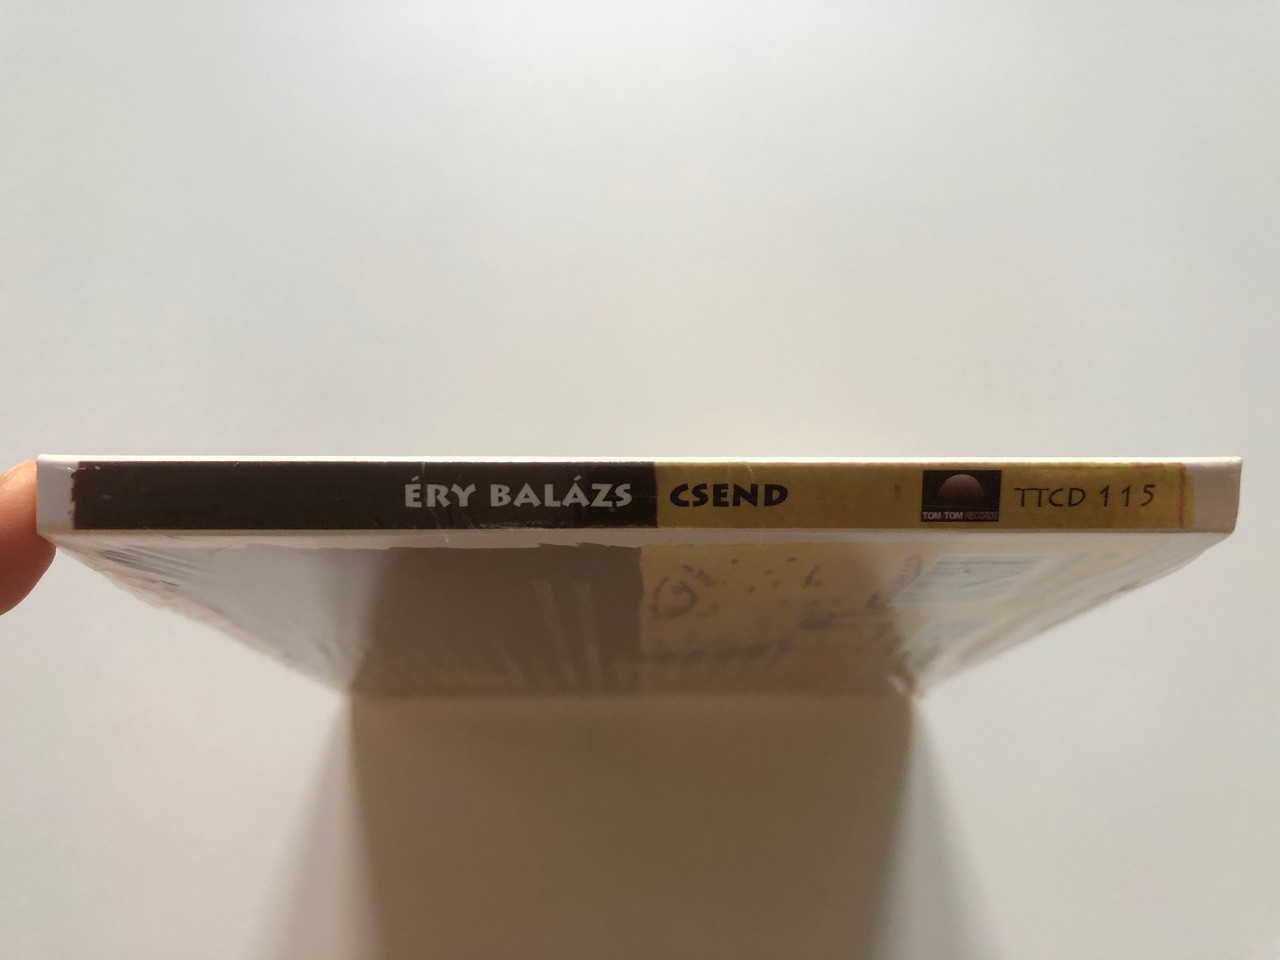 ÉRY BALÁZS CSEND TOM-TOM RECORDS TTCD 115